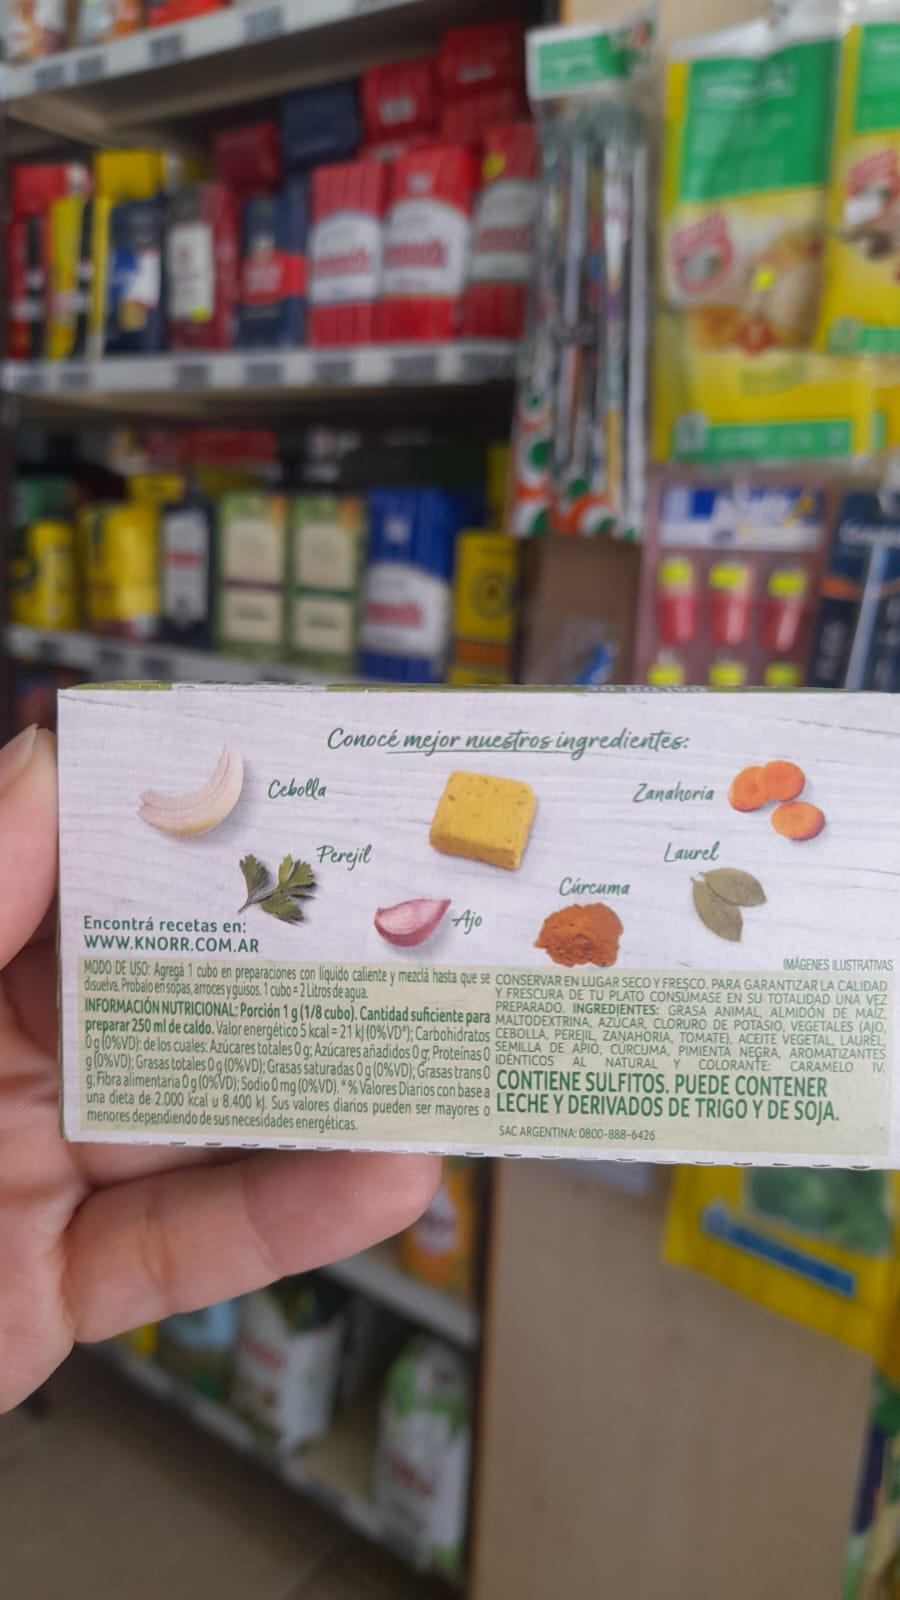 Conocé mejor nuestros ingredientes:
Cebolla
Zanahoria
Perejil
Laurel
Cúrcuma
Ajo
Encontrá recetas en:
WWW.KNORR.COM.AR
IMÁGENES ILUSTRATIVAS
MODO DE USO: Agregá 1 cubo en preparaciones con líquido caliente y mezclá hasta que se
disuelva. Probalo en sopas, arroces y guisos. 1 cubo = 2 Litros de agua.
INFORMACIÓN NUTRICIONAL: Porción 1 g (1/8 cubo). Cantidad suficiente para
preparar 250 ml de caldo. Valor energético 5 kcal = 21 kJ (0%VD*); Carbohidratos
0 g (0%VD); de los cuales: Azúcares totales 0 g; Azúcares añadidos 0 g; Proteínas 0
g (0%VD); Grasas totales 0 g (0%VD); Grasas saturadas 0 g (0%VD); Grasas trans 0
g; Fibra alimentaria 0 g (0%VD); Sodio 0 mg (0%VD). *% Valores Diarios con base a
una dieta de 2.000 kcal u 8.400 kJ. Sus valores diarios pueden ser mayores o
menores dependiendo de sus necesidades energéticas.
CONSERVAR EN LUGAR SECO Y FRESCO. PARA GARANTIZAR LA CALIDAD
Y FRESCURA DE TU PLATO CONSÚMASE EN SU TOTALIDAD UNA VEZ
PREPARADO. INGREDIENTES: GRASA ANIMAL, ALMIDÓN DE MAÍZ,
MALTODEXTRINA, AZÚCAR, CLORURO DE POTASIO, VEGETALES (AJO,
CEBOLLA, PEREJIL, ZANAHORIA, TOMATE), ACEITE VEGETAL, LAUREL,
SEMILLA DE APIO, CÚRCUMA, PIMIENTA NEGRA, AROMATIZANTES
IDÉNTICOS AL NATURAL Y COLORANTE: CARAMELO IV.
CONTIENE SULFITOS. PUEDE CONTENER
LECHE Y DERIVADOS DE TRIGO Y DE SOJA.
SAC ARGENTINA: 0800-888-6426